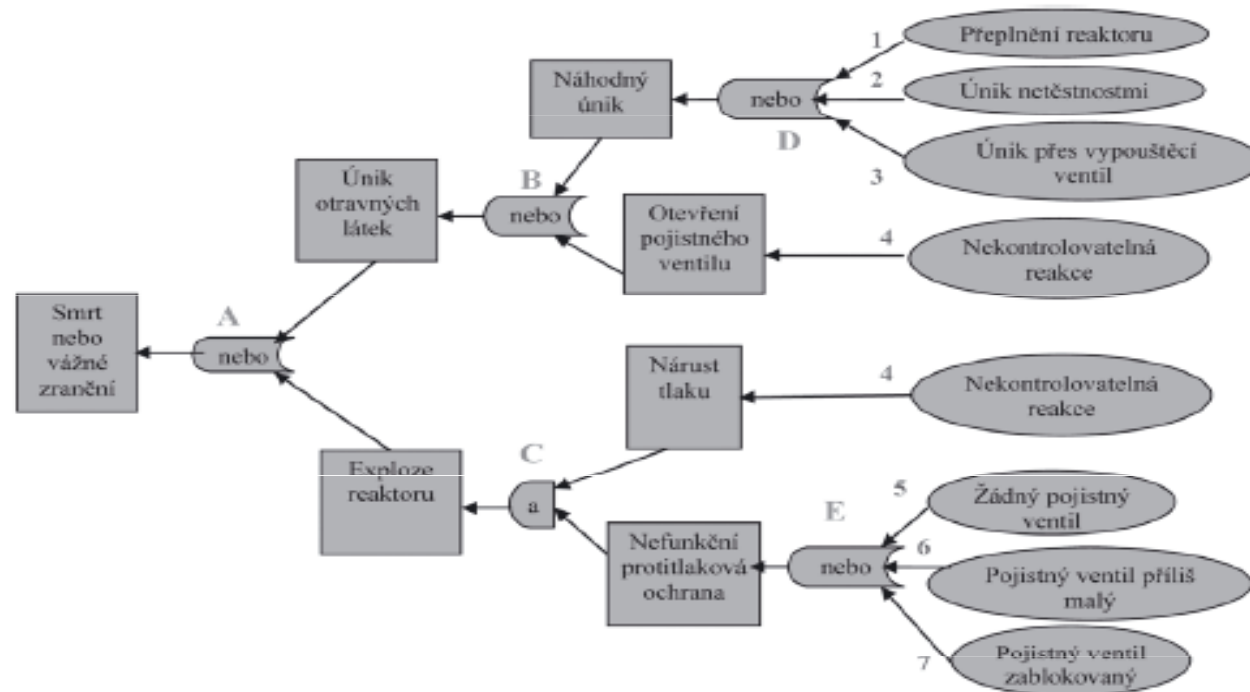 1
Přeplnění reaktoru
2
Únik netěstnostmi
3
Únik přes vypouštěcí
ventil
Náhodný
únik
nebo
D
Únik
otravných
látek
B
nebo
Otevření
pojistného
ventilu
4
Nekontrolovatelná
reakce
Smrt
nebo
vážné
zranění
A
nebo
Nárust
tlaku
4
Nekontrolovatelná
reakce
Exploze
reaktoru
C
a
Nefunkční
protitlaková
ochrana
E
nebo
5
Žádný pojistný
ventil
6
Pojistný ventil příliš
malý
7
Pojistný ventil
zablokovaný